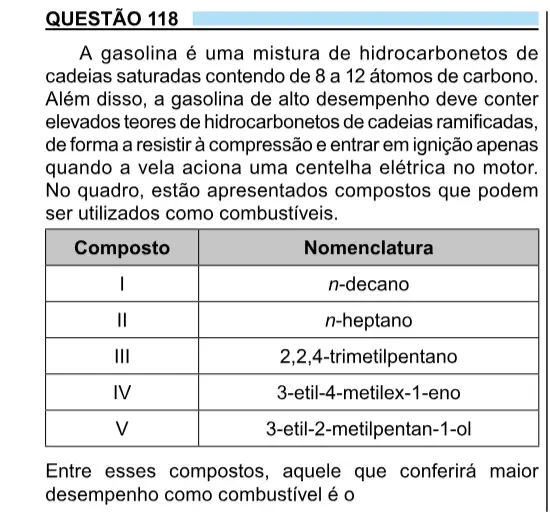 QUESTÃO 118
A gasolina é uma mistura de hidrocarbonetos de
cadeias saturadas contendo de 8 a 12 átomos de carbono.
Além disso, a gasolina de alto desempenho deve conter
elevados teores de hidrocarbonetos de cadeias ramificadas,
de forma a resistir à compressão e entrar em ignição apenas
quando a vela aciona uma centelha elétrica no motor.
No quadro, estão apresentados compostos que podem
ser utilizados como combustíveis.
Composto Nomenclatura
I n-decano
II n-heptano
III 2,2,4-trimetilpentano
IV 3-etil-4-metilex-1-eno
V 3-etil-2-metilpentan-1-ol
Entre esses compostos, aquele que conferirá maior
desempenho como combustível é o